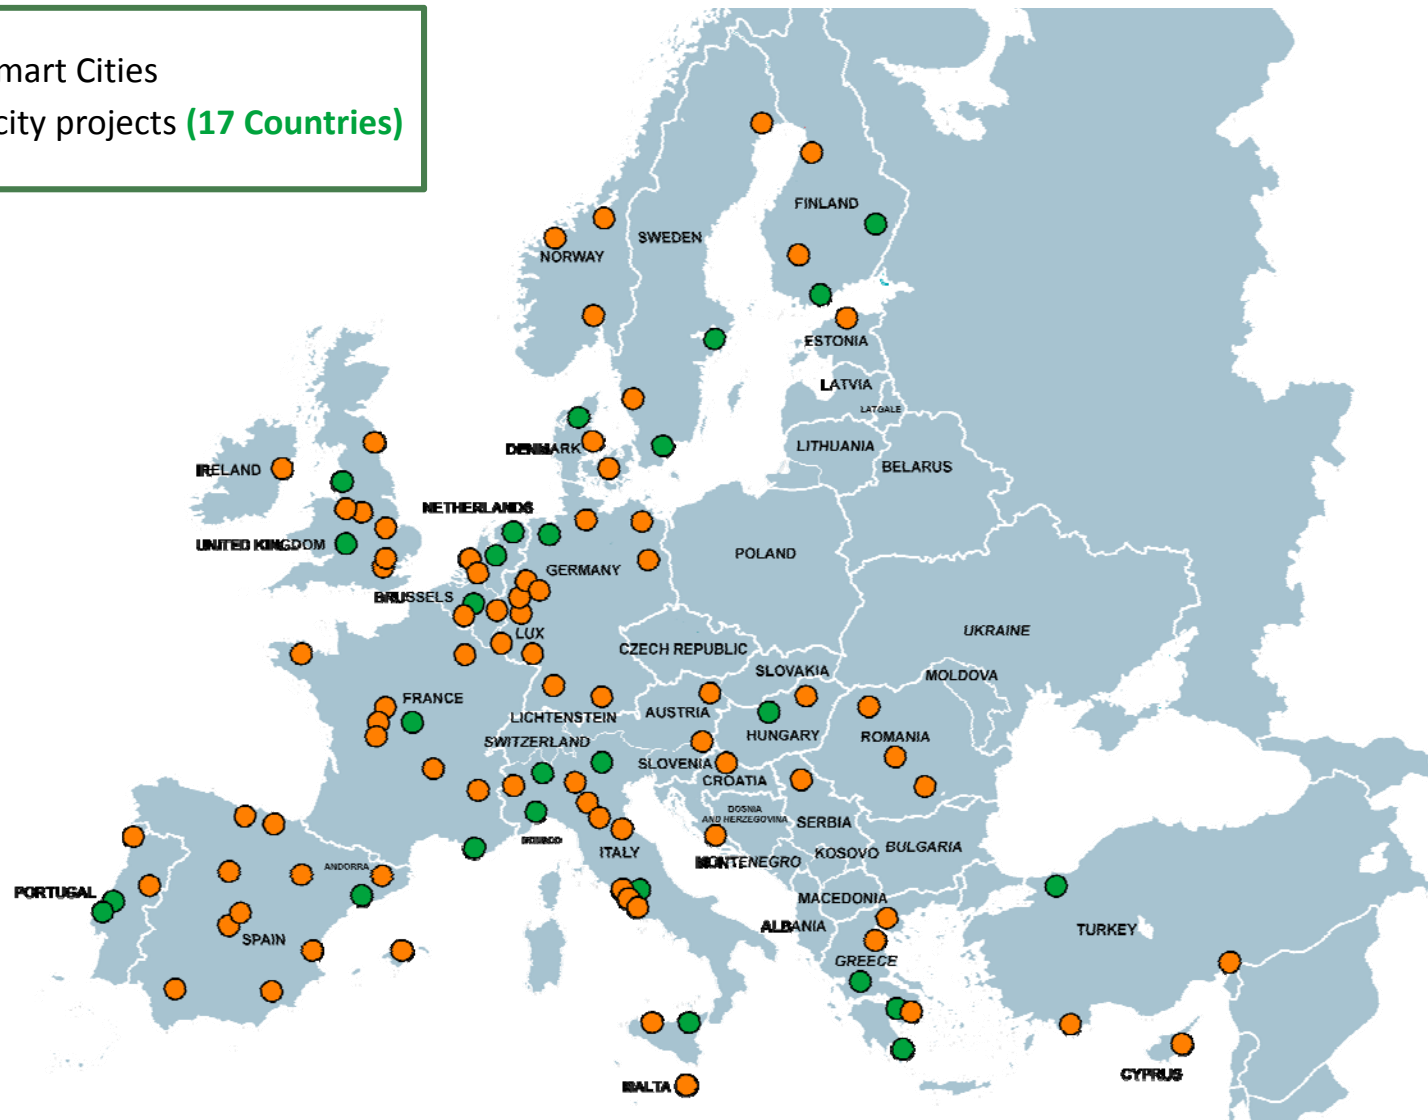 mart Cities
city projects (17 Countries)
FINLAND
SWEDEN
NORWAY
ESTONIA
LATVIA
LATGALE
DENMARK
LITHUANIA
IRELAND
BELARUS
NETHERLANDS
UNITED KINGDOM
POLAND
GERMANY
BRUSSELS
LUX
UKRAINE
CZECH REPUBLIC
SLOVAKIA
MOLDOVA
FRANCE
LICHTENSTEIN
AUSTRIA
HUNGARY
ROMANIA
SWITZERLAND
SLOVENIA
CROATIA
BOSNIA
AND HERZEGOVINA
SERBIA
BULGARIA
ITALY
KOSOVO
MONTENEGRO
ANDORRA
PORTUGAL
MACEDONIA
ALBANIA
TURKEY
SPAIN
GREECE
CYPRUS
MALTA